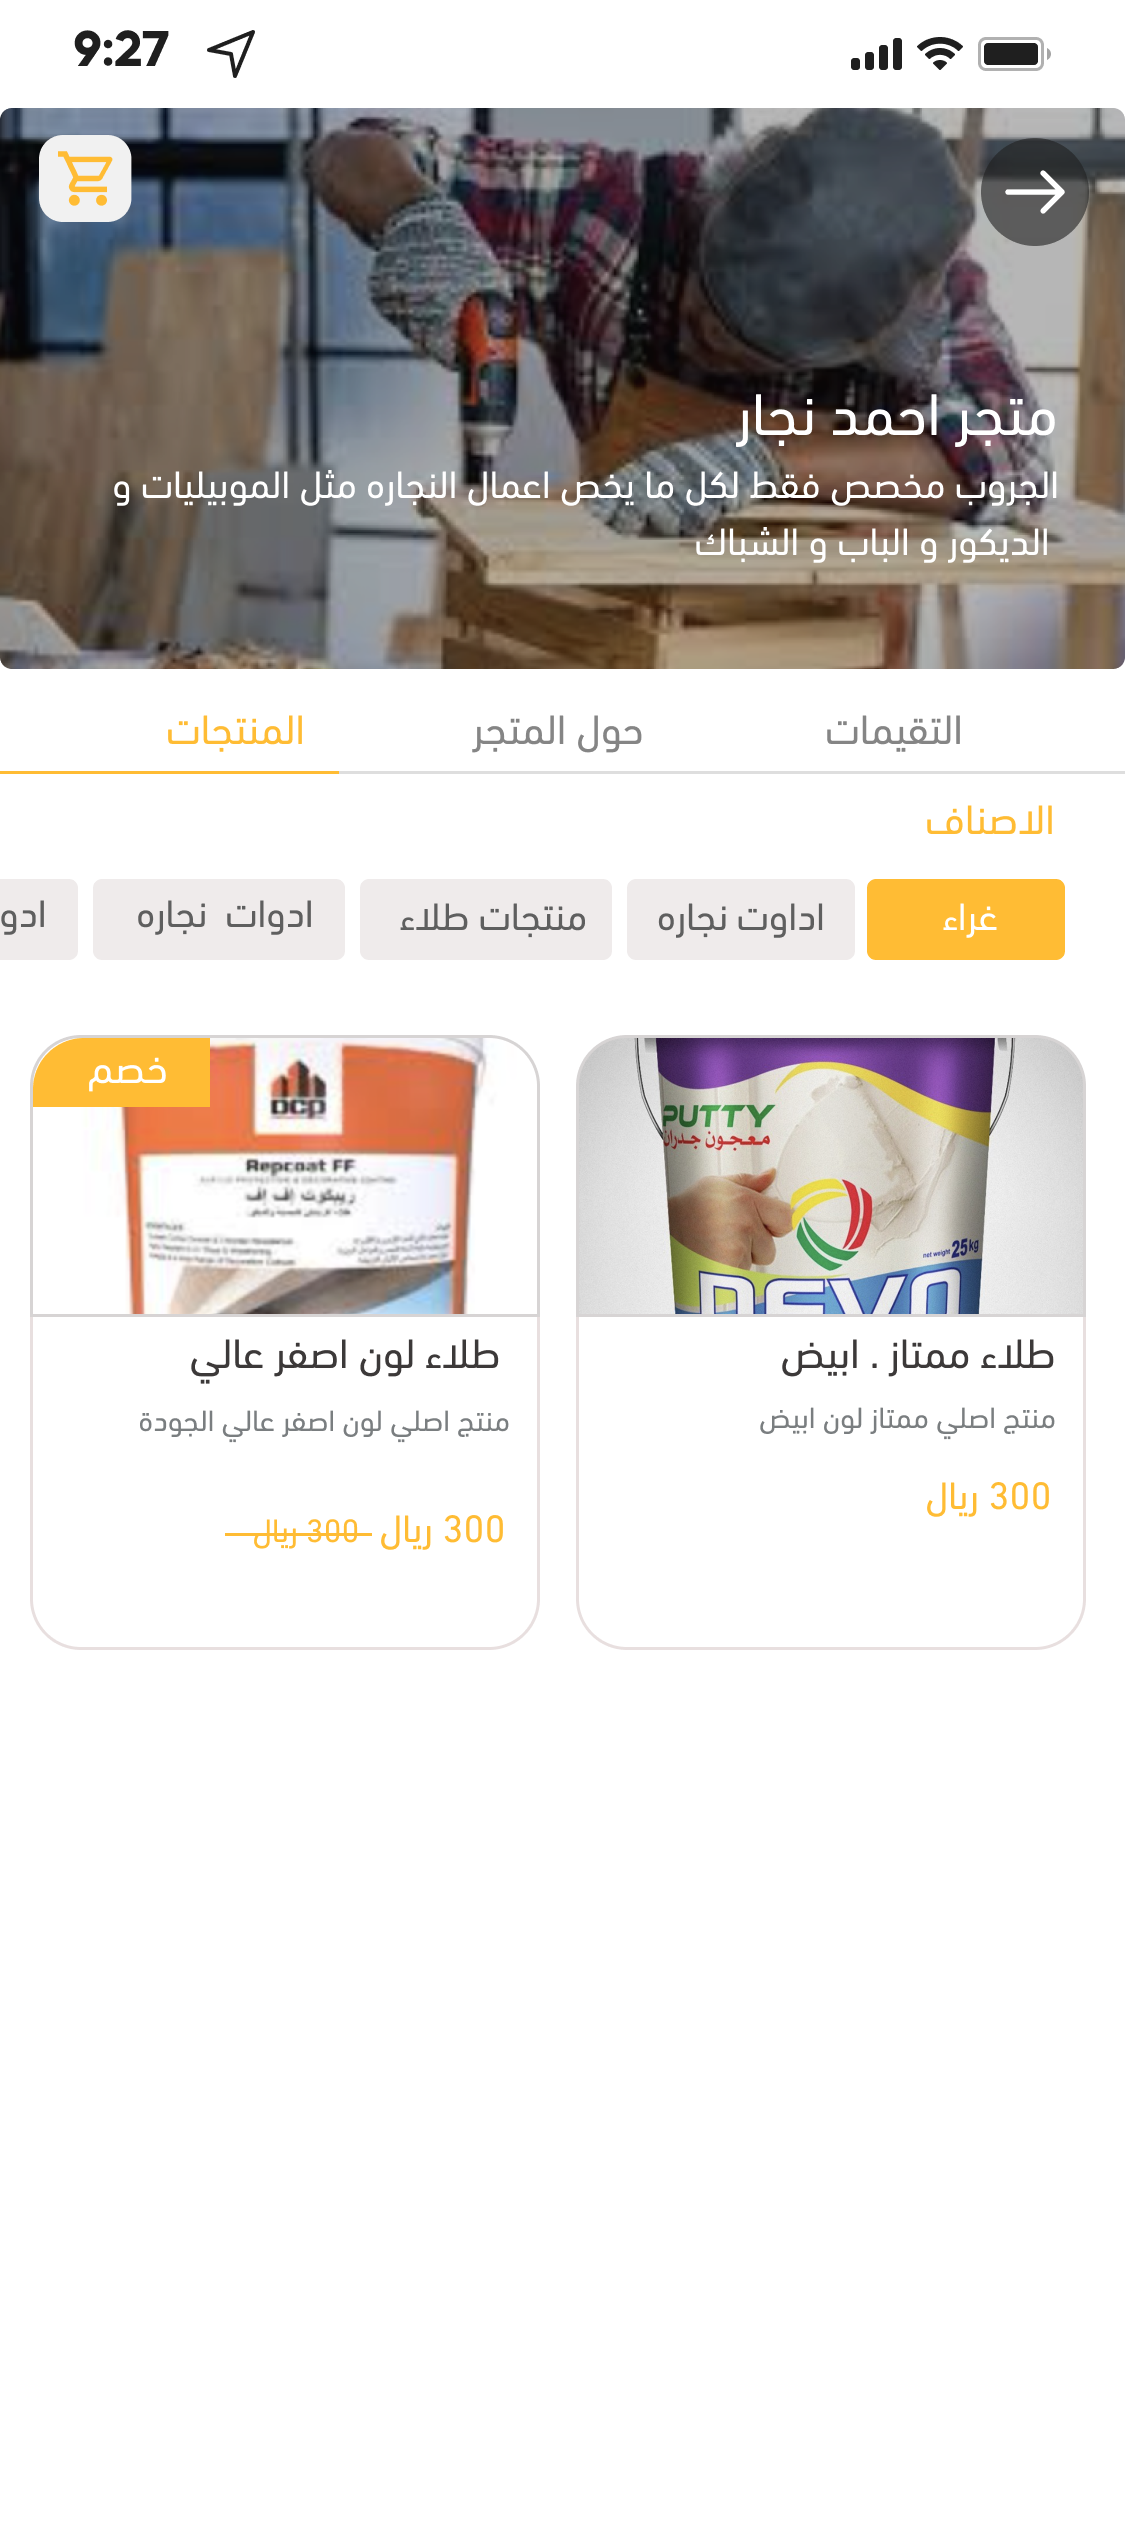 9:27
متجر احمد نجار
الجروب مخصص فقط لكل ما يخص اعمال النجاره مثل الموبيليات و
الديكور و الباب و الشباك
التقيمات
حول المتجر
المنتجات
الاصناف
غراء
اداوت نجاره
منتجات طلاء
ادوات نجاره
ادو
PUTTY
معجون جدران
net weight 25kg
DEVO
طلاء ممتاز . ابيض
منتج اصلي ممتاز لون ابيض
300 ريال
خصم
DCP
Repcoat FF
ريبكوت إف إف
طلاء لون اصفر عالي
منتج اصلي لون اصفر عالي الجودة
300 ريال 300 ريال